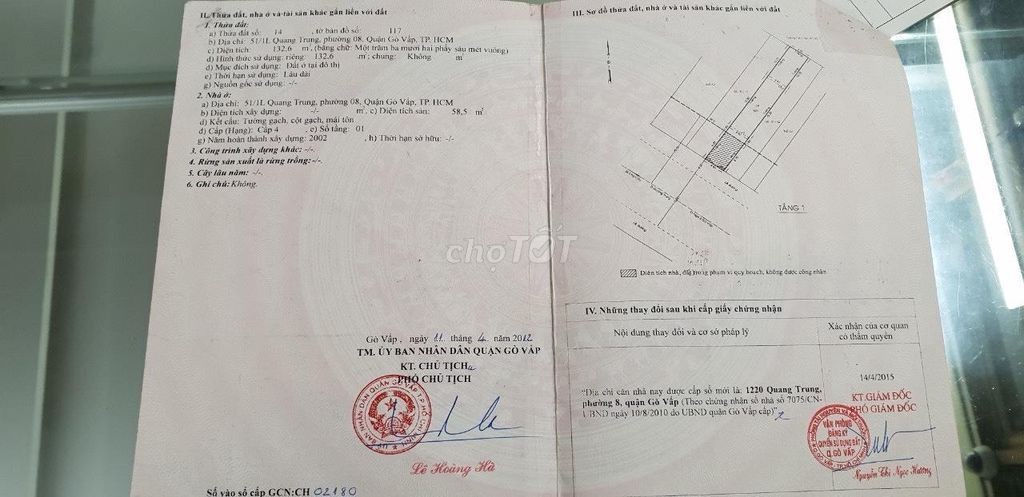 II. Thửa đất, nhà ở và tài sản khác gắn liền với đất
1. Thửa đất:
a) Thửa đất số: 14 , tờ bản đồ số: 117
b) Địa chỉ: 51/1L Quang Trung, phường 08, Quận Gò Vấp, TP. HCM
c) Diện tích: 132.6 m², (bằng chữ: Một trăm ba mươi hai phẩy sáu mét vuông)
d) Hình thức sử dụng: riêng: 132.6 m²; chung: Không m²
đ) Mục đích sử dụng: Đất ở tại đô thị
e) Thời hạn sử dụng: Lâu dài
g) Nguồn gốc sử dụng: -/-
2. Nhà ở:
a) Địa chỉ: 51/1L Quang Trung, phường 08, Quận Gò Vấp, TP. HCM
b) Diện tích xây dựng: -/- m², c) Diện tích sàn: 58,5 m²
d) Kết cấu: Tường gạch, cột gạch, mái tôn
đ) Cấp (Hạng): Cấp 4 , e) Số tầng: 01
g) Năm hoàn thành xây dựng: 2002 , h) Thời hạn sở hữu: -/-
3. Công trình xây dựng khác: -/-
4. Rừng sản xuất là rừng trồng: -/-
5. Cây lâu năm: -/-
6. Ghi chú: Không.
Gò Vấp , ngày 11 tháng 4 năm 2012
TM. ỦY BAN NHÂN DÂN QUẬN GÒ VẤP
KT. CHỦ TỊCH
PHÓ CHỦ TỊCH
Lê Hoàng Hà
Số vào sổ cấp GCN:CH 02180
III. Sơ đồ thửa đất, nhà ở và tài sản khác gắn liền với đất
TẦNG 1
Diện tích nhà, đất trong phạm vi quy hoạch, không được công nhận
chợTỐT
IV. Những thay đổi sau khi cấp giấy chứng nhận
Nội dung thay đổi và cơ sở pháp lý
Xác nhận của cơ quan có thẩm quyền
"Địa chỉ căn nhà nay được cấp số mới là: 1220 Quang Trung,
phường 8, quận Gò Vấp (Theo chứng nhận số nhà số 7075/CN-
UBND ngày 10/8/2010 do UBND quận Gò Vấp cấp)"
14/4/2015
KT.GIÁM ĐỐC
PHÓ GIÁM ĐỐC
VĂN PHÒNG
ĐĂNG KÝ
QUYỀN SỬ DỤNG ĐẤT
Q.GÒ VẤP
Nguyễn Thị Ngọc Hương